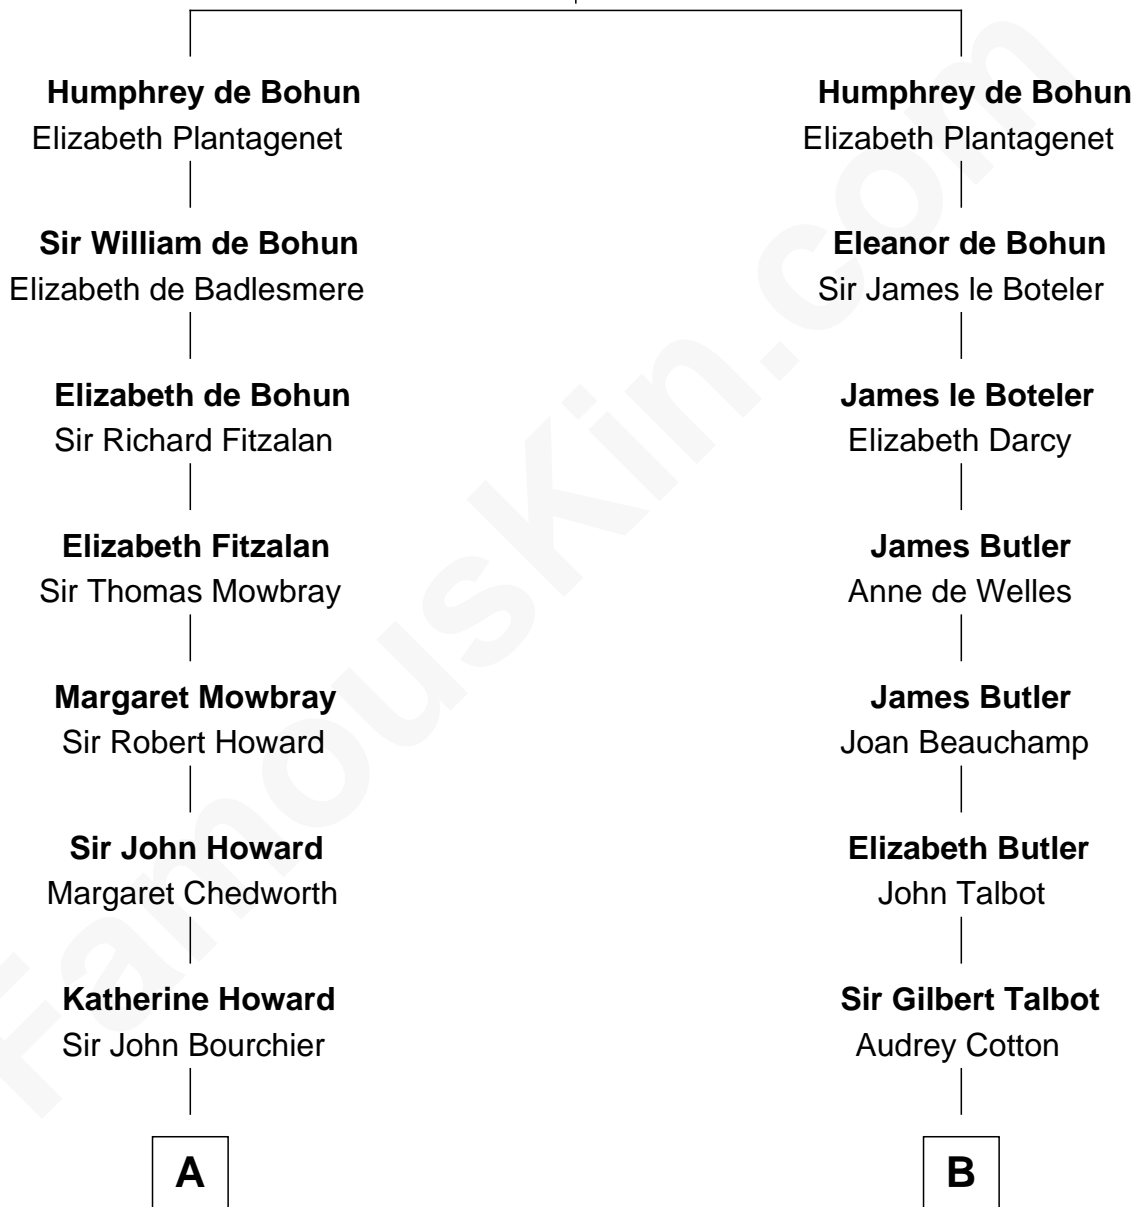 Humphrey de Bohun
Elizabeth Plantagenet
Sir William de Bohun
Elizabeth de Badlesmere
Elizabeth de Bohun
Sir Richard Fitzalan
Elizabeth Fitzalan
Sir Thomas Mowbray
Margaret Mowbray
Sir Robert Howard
Sir John Howard
Margaret Chedworth
Katherine Howard
Sir John Bourchier
A
Humphrey de Bohun
Elizabeth Plantagenet
Eleanor de Bohun
Sir James le Boteler
James le Boteler
Elizabeth Darcy
James Butler
Anne de Welles
James Butler
Joan Beauchamp
Elizabeth Butler
John Talbot
Sir Gilbert Talbot
Audrey Cotton
B
FamousKin.com